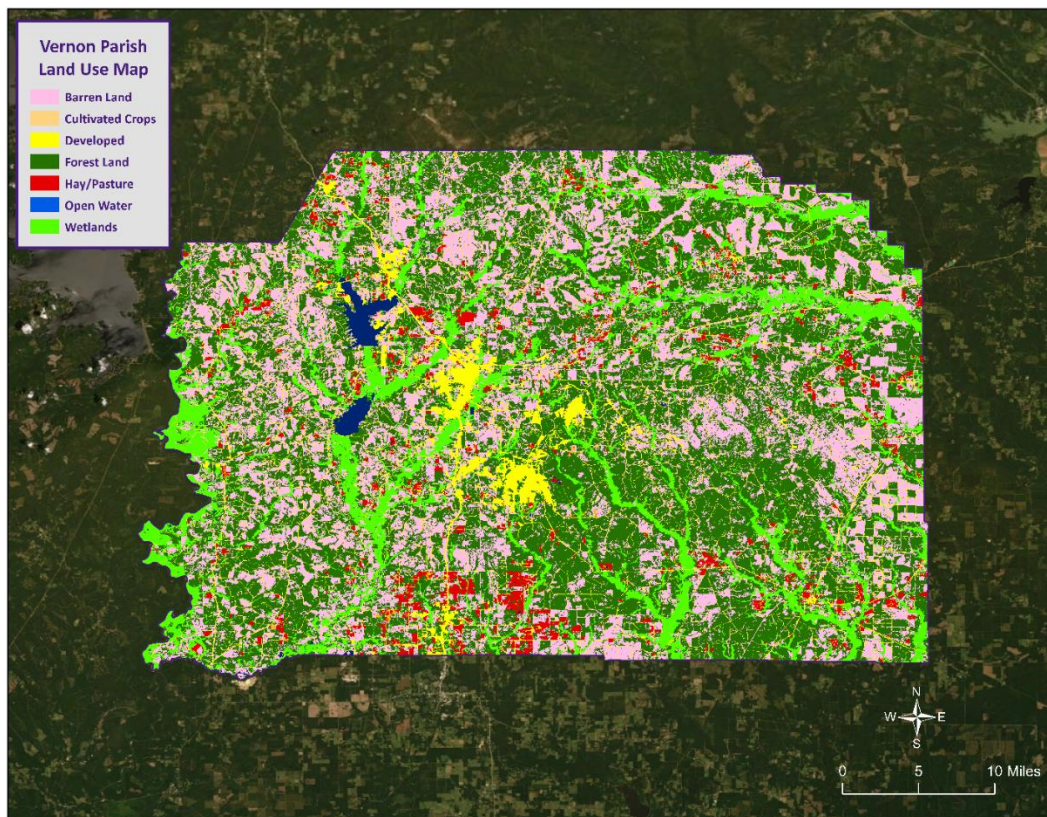 Vernon Parish
Land Use Map
Barren Land
Cultivated Crops
Developed
Forest Land
Hay/Pasture
Open Water
Wetlands
N
W E
S
0 5 10 Miles